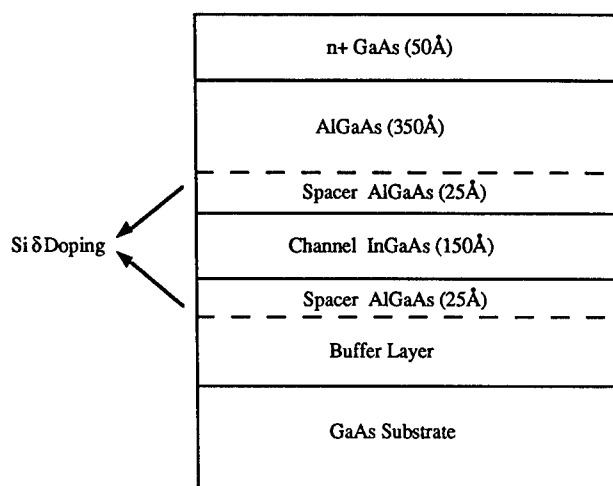 n+ GaAs (50Å)
AlGaAs (350Å)
Spacer AlGaAs (25Å)
Si δ Doping
Channel InGaAs (150Å)
Spacer AlGaAs (25Å)
Buffer Layer
GaAs Substrate